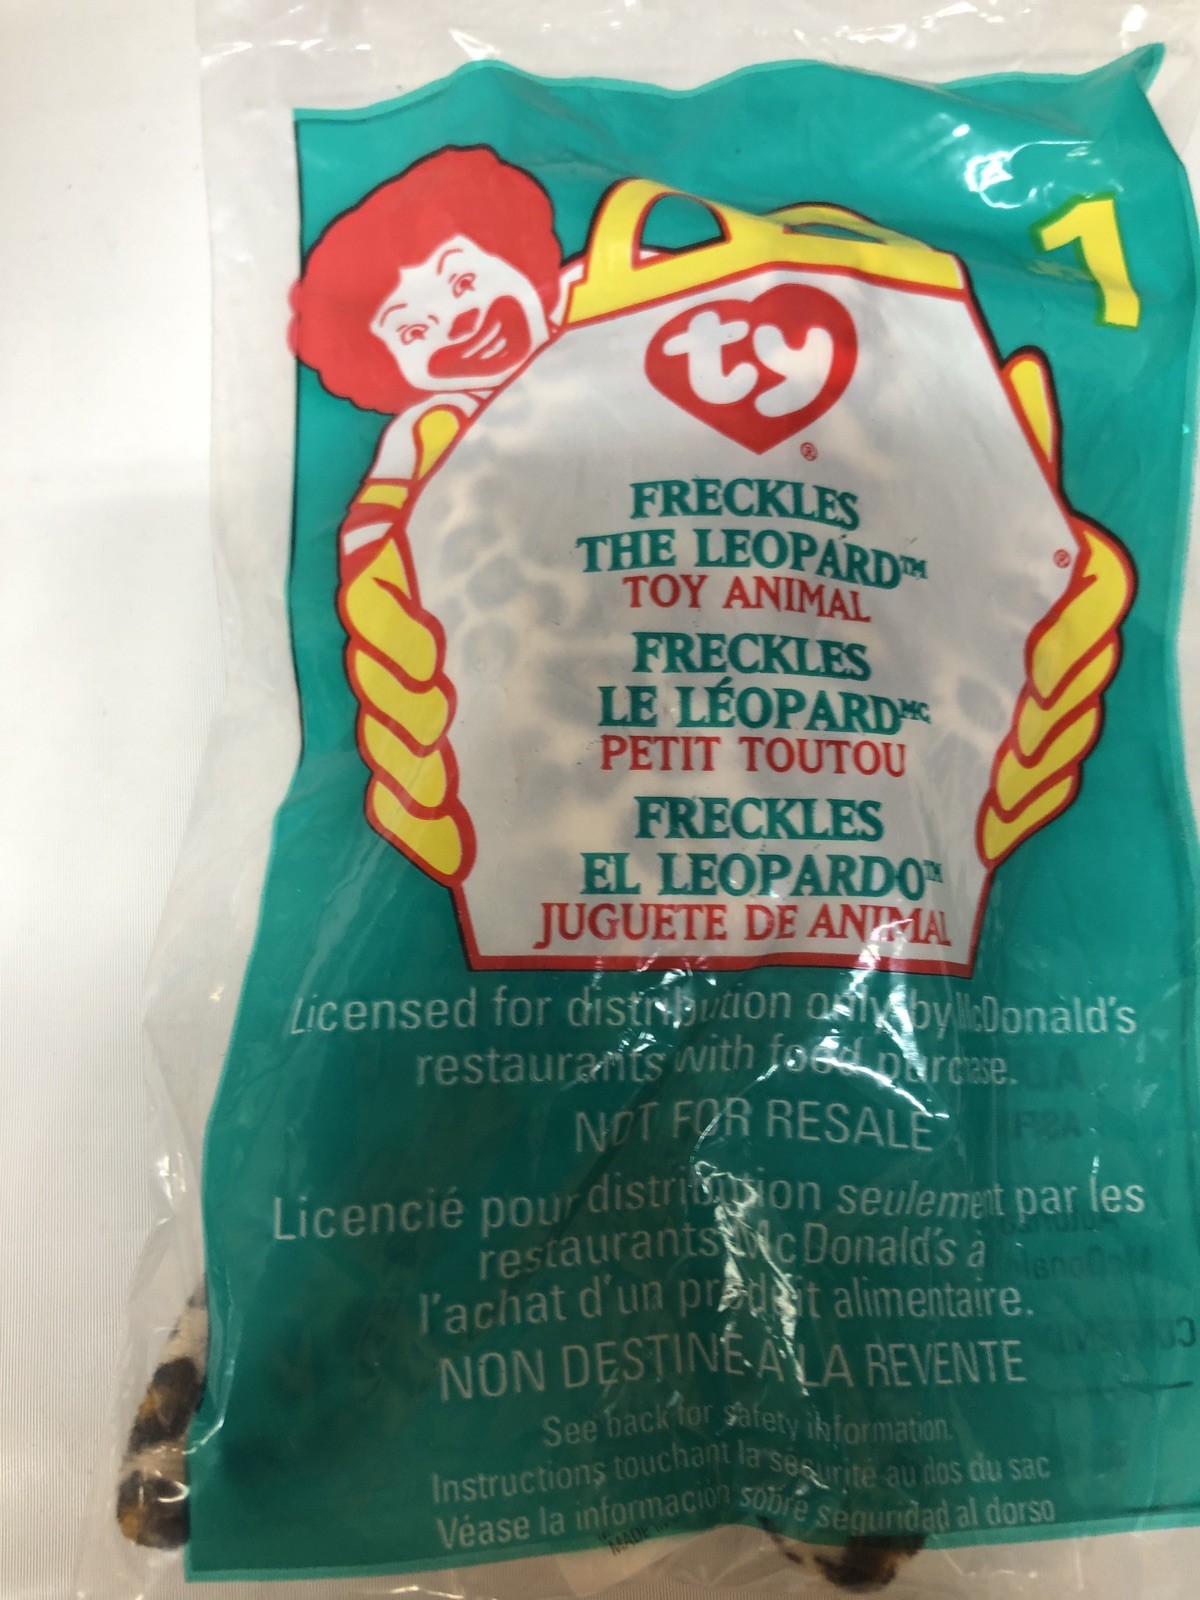 1
ty
®
FRECKLES
THE LEOPARD™
TOY ANIMAL
®
FRECKLES
LE LÉOPARD MC
PETIT TOUTOU
FRECKLES
EL LEOPARDO™
JUGUETE DE ANIMAL
Licensed for distribution only by McDonald's
restaurants with food purchase.
NOT FOR RESALE
Licencié pour distribution seulement par les
restaurants McDonald's à
l'achat d'un produit alimentaire.
NON DESTINÉ À LA REVENTE
See back for safety information.
Instructions touchant la sécurité au dos du sac
Véase la información sobre seguridad al dorso
MADE